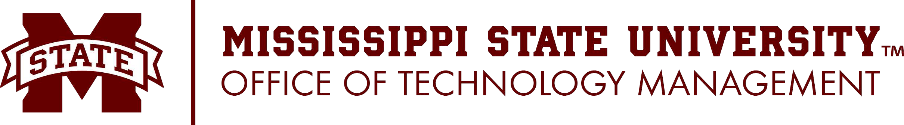 STATE
MISSISSIPPI STATE UNIVERSITY™
OFFICE OF TECHNOLOGY MANAGEMENT